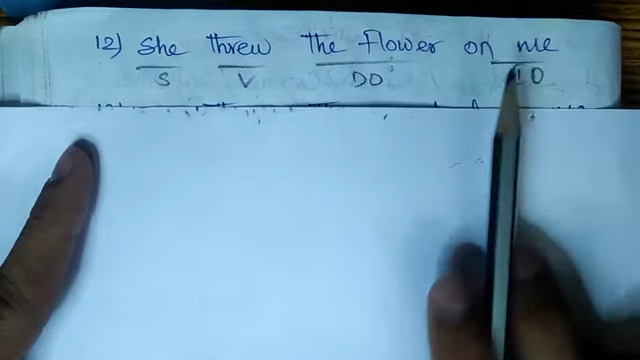 12) She threw the flower on me
S V DO IO